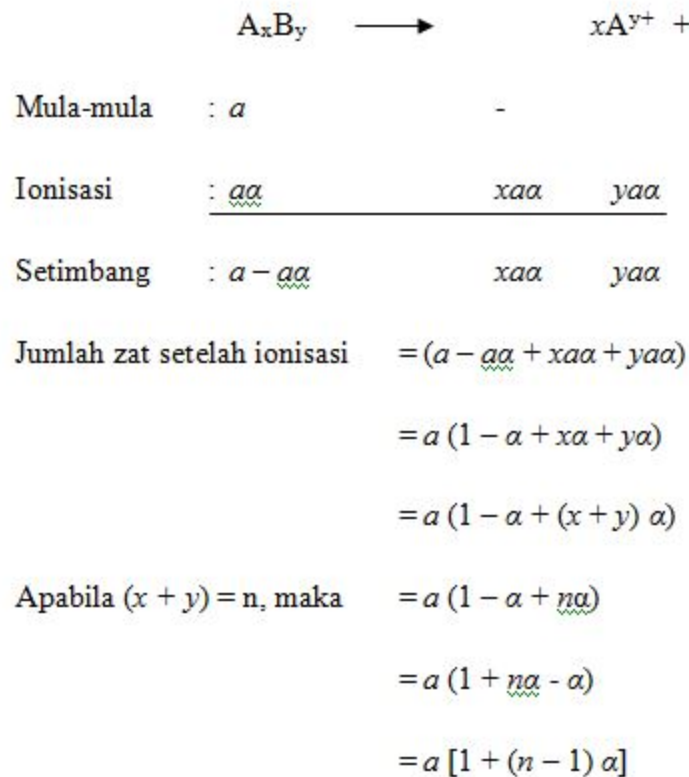 AₓBᵧ ⟶ xAʸ⁺ +
Mula-mula : a -
Ionisasi : aα xaα yaα
Setimbang : a – aα xaα yaα
Jumlah zat setelah ionisasi = (a – aα + xaα + yaα)
= a (1 – α + xα + yα)
= a (1 – α + (x + y) α)
Apabila (x + y) = n, maka = a (1 – α + nα)
= a (1 + nα - α)
= a [1 + (n – 1) α]